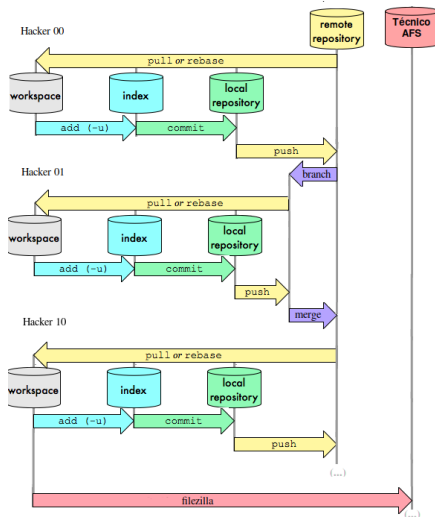 remote
repository
Técnico
AFS
Hacker 00
pull or rebase
workspace
index
local
repository
add (-u)
commit
push
branch
Hacker 01
pull or rebase
workspace
index
local
repository
add (-u)
commit
push
merge
Hacker 10
pull or rebase
workspace
index
local
repository
add (-u)
commit
push
(...)
filezilla
(...)